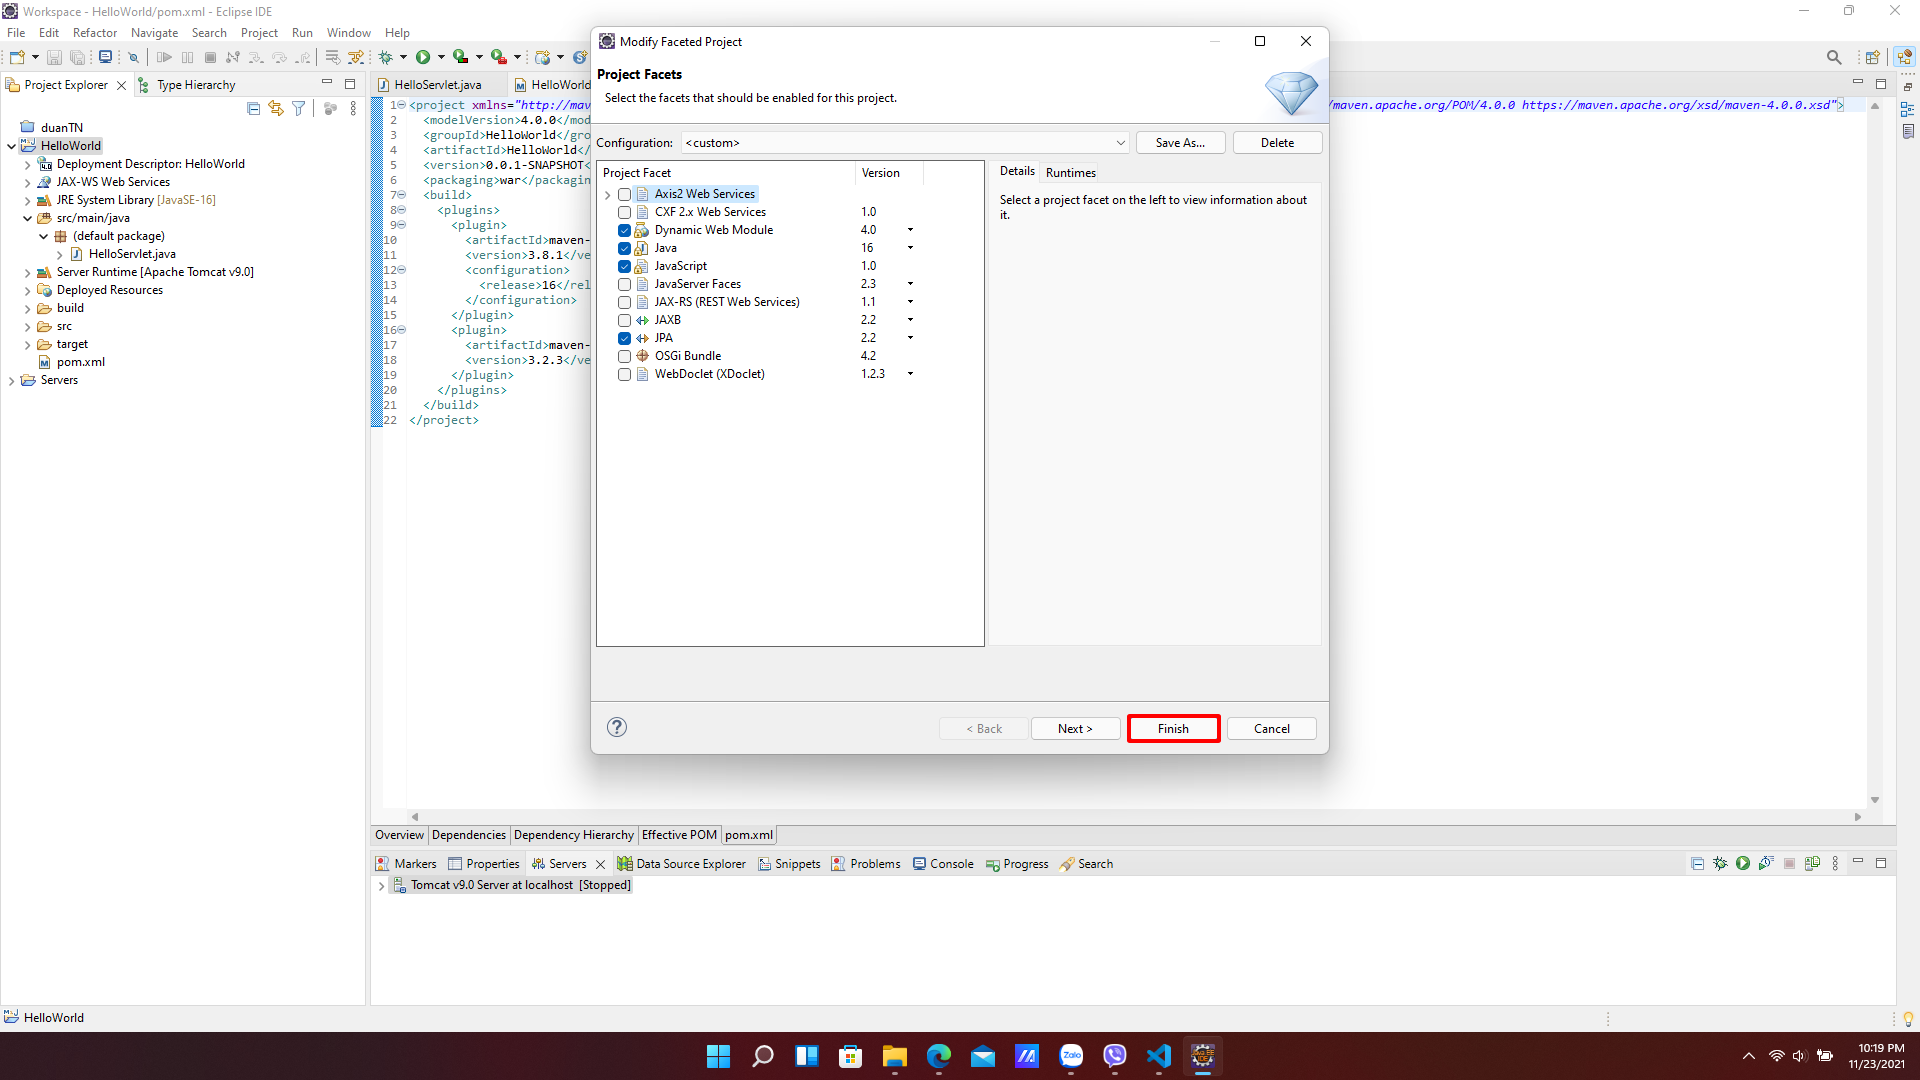 Workspace - HelloWorld/pom.xml - Eclipse IDE
File Edit Refactor Navigate Search Project Run Window Help
Project Explorer
Type Hierarchy
duanTN
HelloWorld
Deployment Descriptor: HelloWorld
JAX-WS Web Services
JRE System Library [JavaSE-16]
src/main/java
(default package)
HelloServlet.java
Server Runtime [Apache Tomcat v9.0]
Deployed Resources
build
src
target
pom.xml
Servers
HelloServlet.java
HelloWorld
1 <project xmlns="http://mav
/maven.apache.org/POM/4.0.0 https://maven.apache.org/xsd/maven-4.0.0.xsd">
2 <modelVersion>4.0.0</mod
3 <groupId>HelloWorld</gro
4 <artifactId>HelloWorld</
5 <version>0.0.1-SNAPSHOT<
6 <packaging>war</packagin
7 <build>
8 <plugins>
9 <plugin>
10 <artifactId>maven-
11 <version>3.8.1</ve
12 <configuration>
13 <release>16</rel
14 </configuration>
15 </plugin>
16 <plugin>
17 <artifactId>maven-
18 <version>3.2.3</ve
19 </plugin>
20 </plugins>
21 </build>
22 </project>
Modify Faceted Project
Project Facets
Select the facets that should be enabled for this project.
Configuration: <custom> Save As... Delete
Project Facet Version
Axis2 Web Services
CXF 2.x Web Services 1.0
Dynamic Web Module 4.0
Java 16
JavaScript 1.0
JavaServer Faces 2.3
JAX-RS (REST Web Services) 1.1
JAXB 2.2
JPA 2.2
OSGi Bundle 4.2
WebDoclet (XDoclet) 1.2.3
Details Runtimes
Select a project facet on the left to view information about
it.
? < Back Next > Finish Cancel
Overview Dependencies Dependency Hierarchy Effective POM pom.xml
Markers Properties Servers Data Source Explorer Snippets Problems Console Progress Search
Tomcat v9.0 Server at localhost [Stopped]
HelloWorld
Zalo
10:19 PM
11/23/2021